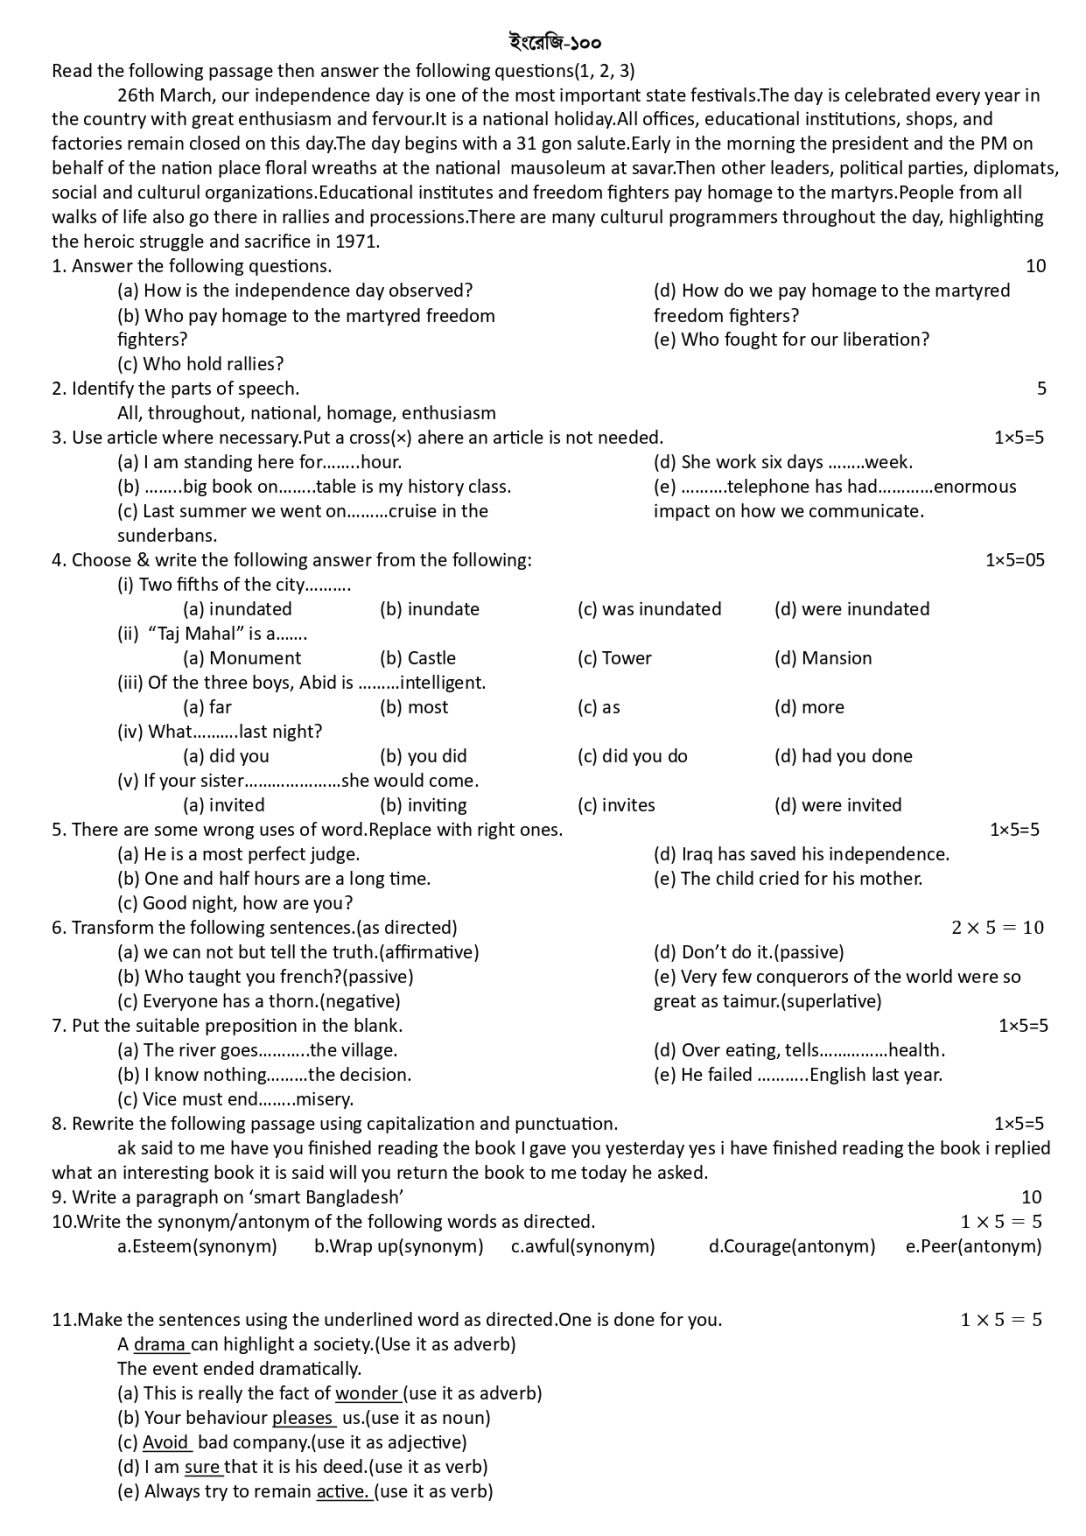 ইংরেজি-১০০
Read the following passage then answer the following questions(1, 2, 3)
26th March, our independence day is one of the most important state festivals.The day is celebrated every year in
the country with great enthusiasm and fervour.It is a national holiday.All offices, educational institutions, shops, and
factories remain closed on this day.The day begins with a 31 gon salute.Early in the morning the president and the PM on
behalf of the nation place floral wreaths at the national mausoleum at savar.Then other leaders, political parties, diplomats,
social and culturul organizations.Educational institutes and freedom fighters pay homage to the martyrs.People from all
walks of life also go there in rallies and processions.There are many culturul programmers throughout the day, highlighting
the heroic struggle and sacrifice in 1971.
1. Answer the following questions. 10
(a) How is the independence day observed?
(b) Who pay homage to the martyred freedom
fighters?
(c) Who hold rallies?
(d) How do we pay homage to the martyred
freedom fighters?
(e) Who fought for our liberation?
2. Identify the parts of speech. 5
All, throughout, national, homage, enthusiasm
3. Use article where necessary.Put a cross(×) ahere an article is not needed. 1×5=5
(a) I am standing here for........hour.
(b) ........big book on........table is my history class.
(c) Last summer we went on.........cruise in the
sunderbans.
(d) She work six days ........week.
(e) ..........telephone has had............enormous
impact on how we communicate.
4. Choose & write the following answer from the following: 1×5=05
(i) Two fifths of the city..........
(a) inundated (b) inundate (c) was inundated (d) were inundated
(ii) “Taj Mahal” is a.......
(a) Monument (b) Castle (c) Tower (d) Mansion
(iii) Of the three boys, Abid is .........intelligent.
(a) far (b) most (c) as (d) more
(iv) What..........last night?
(a) did you (b) you did (c) did you do (d) had you done
(v) If your sister.....................she would come.
(a) invited (b) inviting (c) invites (d) were invited
5. There are some wrong uses of word.Replace with right ones. 1×5=5
(a) He is a most perfect judge.
(b) One and half hours are a long time.
(c) Good night, how are you?
(d) Iraq has saved his independence.
(e) The child cried for his mother.
6. Transform the following sentences.(as directed) 2 × 5 = 10
(a) we can not but tell the truth.(affirmative)
(b) Who taught you french?(passive)
(c) Everyone has a thorn.(negative)
(d) Don’t do it.(passive)
(e) Very few conquerors of the world were so
great as taimur.(superlative)
7. Put the suitable preposition in the blank. 1×5=5
(a) The river goes...........the village.
(b) I know nothing.........the decision.
(c) Vice must end........misery.
(d) Over eating, tells...............health.
(e) He failed ...........English last year.
8. Rewrite the following passage using capitalization and punctuation. 1×5=5
ak said to me have you finished reading the book I gave you yesterday yes i have finished reading the book i replied
what an interesting book it is said will you return the book to me today he asked.
9. Write a paragraph on ‘smart Bangladesh’ 10
10.Write the synonym/antonym of the following words as directed. 1 × 5 = 5
a.Esteem(synonym) b.Wrap up(synonym) c.awful(synonym) d.Courage(antonym) e.Peer(antonym)
11.Make the sentences using the underlined word as directed.One is done for you. 1 × 5 = 5
A drama can highlight a society.(Use it as adverb)
The event ended dramatically.
(a) This is really the fact of wonder (use it as adverb)
(b) Your behaviour pleases us.(use it as noun)
(c) Avoid bad company.(use it as adjective)
(d) I am sure that it is his deed.(use it as verb)
(e) Always try to remain active. (use it as verb)